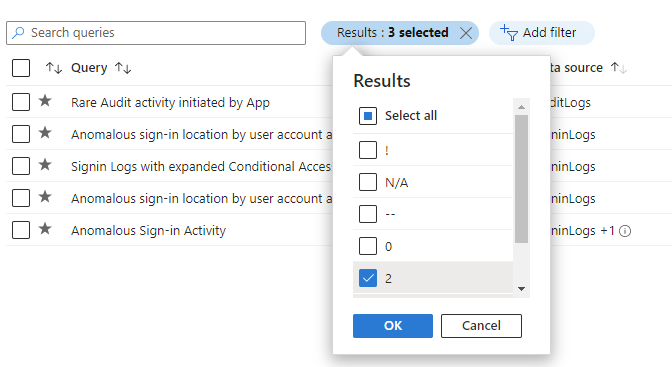 Search queries
Results : 3 selected
Add filter
Query
ta source
Results
Select all
!
N/A
--
0
2
OK
Cancel
Rare Audit activity initiated by App
ditLogs
Anomalous sign-in location by user account a
ninLogs
Signin Logs with expanded Conditional Access
ninLogs
Anomalous sign-in location by user account a
ninLogs
Anomalous Sign-in Activity
ninLogs +1